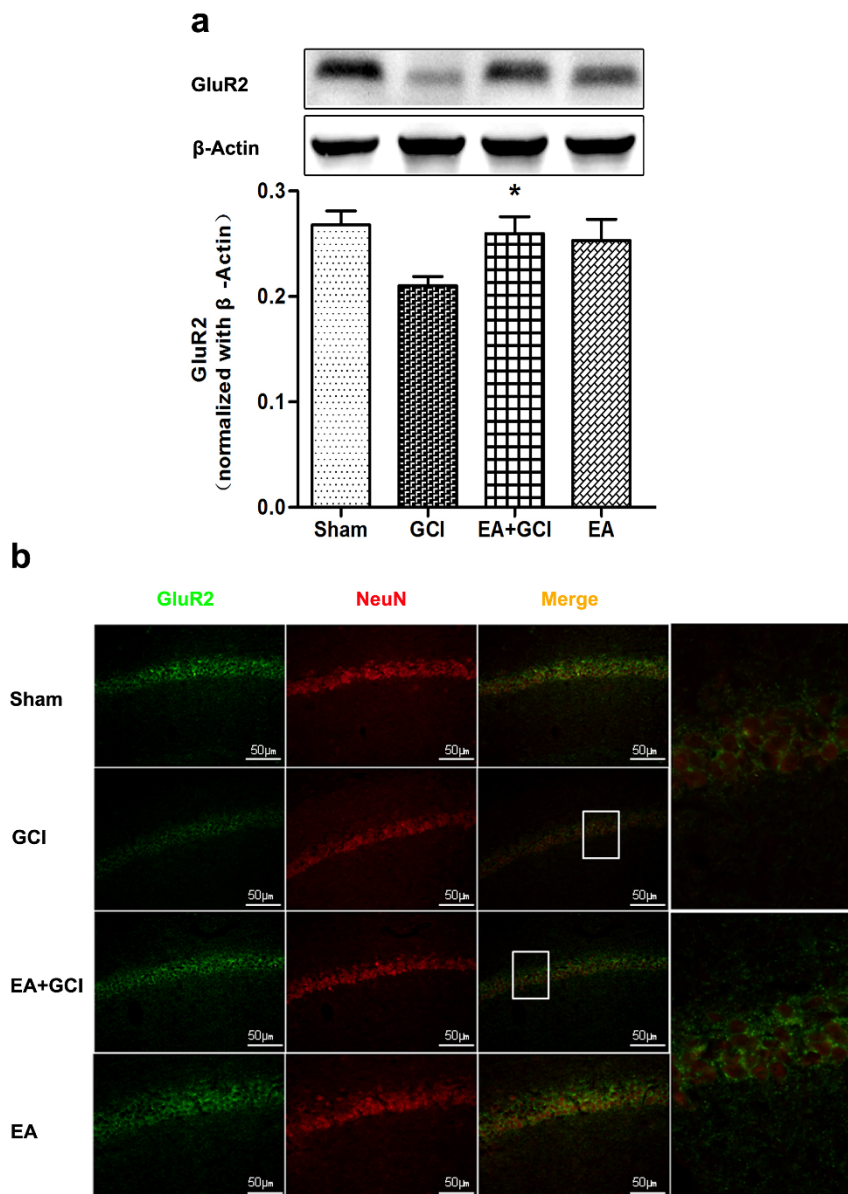 a
GluR2
β-Actin
*
0.3
0.2
0.1
0.0
GluR2
(normalized with β -Actin)
Sham GCI EA+GCI EA
b
GluR2 NeuN Merge
Sham
50μm 50μm 50μm
GCI
50μm 50μm 50μm
EA+GCI
50μm 50μm 50μm
EA
50μm 50μm 50μm